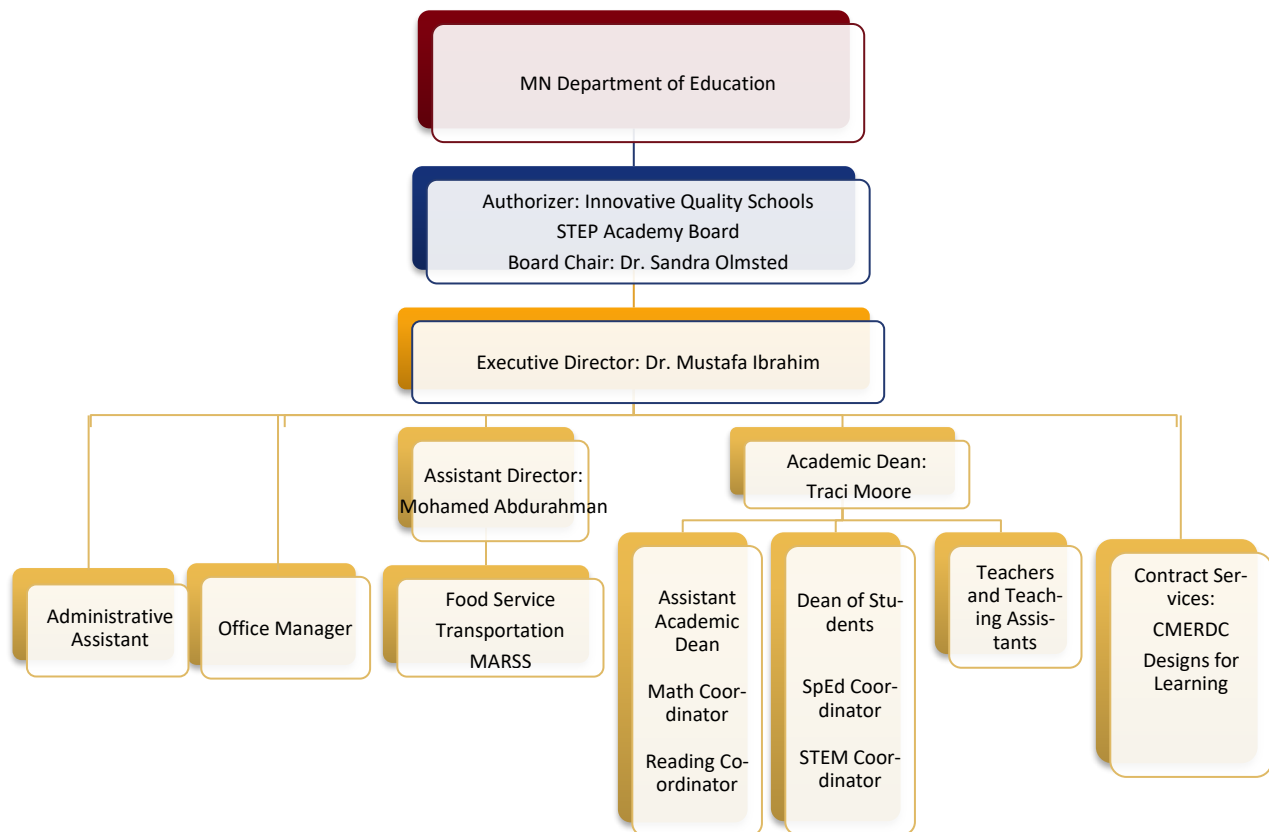 MN Department of Education
Authorizer: Innovative Quality Schools
STEP Academy Board
Board Chair: Dr. Sandra Olmsted
Executive Director: Dr. Mustafa Ibrahim
Assistant Director:
Mohamed Abdurahman
Academic Dean:
Traci Moore
Administrative
Assistant
Office Manager
Food Service
Transportation
MARSS
Assistant
Academic
Dean
Math Coor-
dinator
Reading Co-
ordinator
Dean of Stu-
dents
SpEd Coor-
dinator
STEM Coor-
dinator
Teachers
and Teach-
ing Assis-
tants
Contract Ser-
vices:
CMERDC
Designs for
Learning